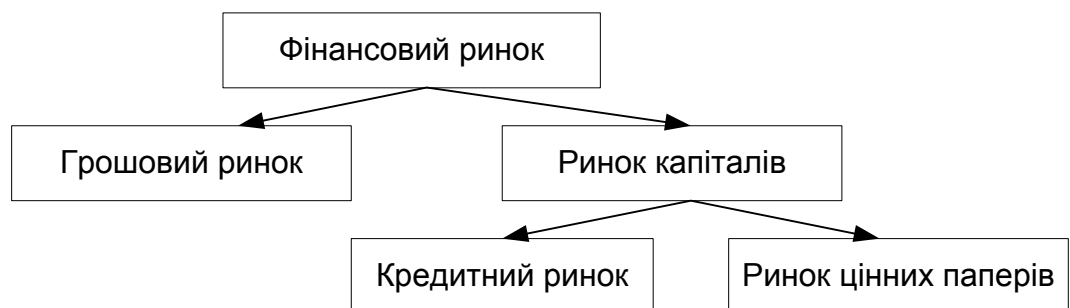 Фінансовий ринок
Грошовий ринок
Ринок капіталів
Кредитний ринок
Ринок цінних паперів